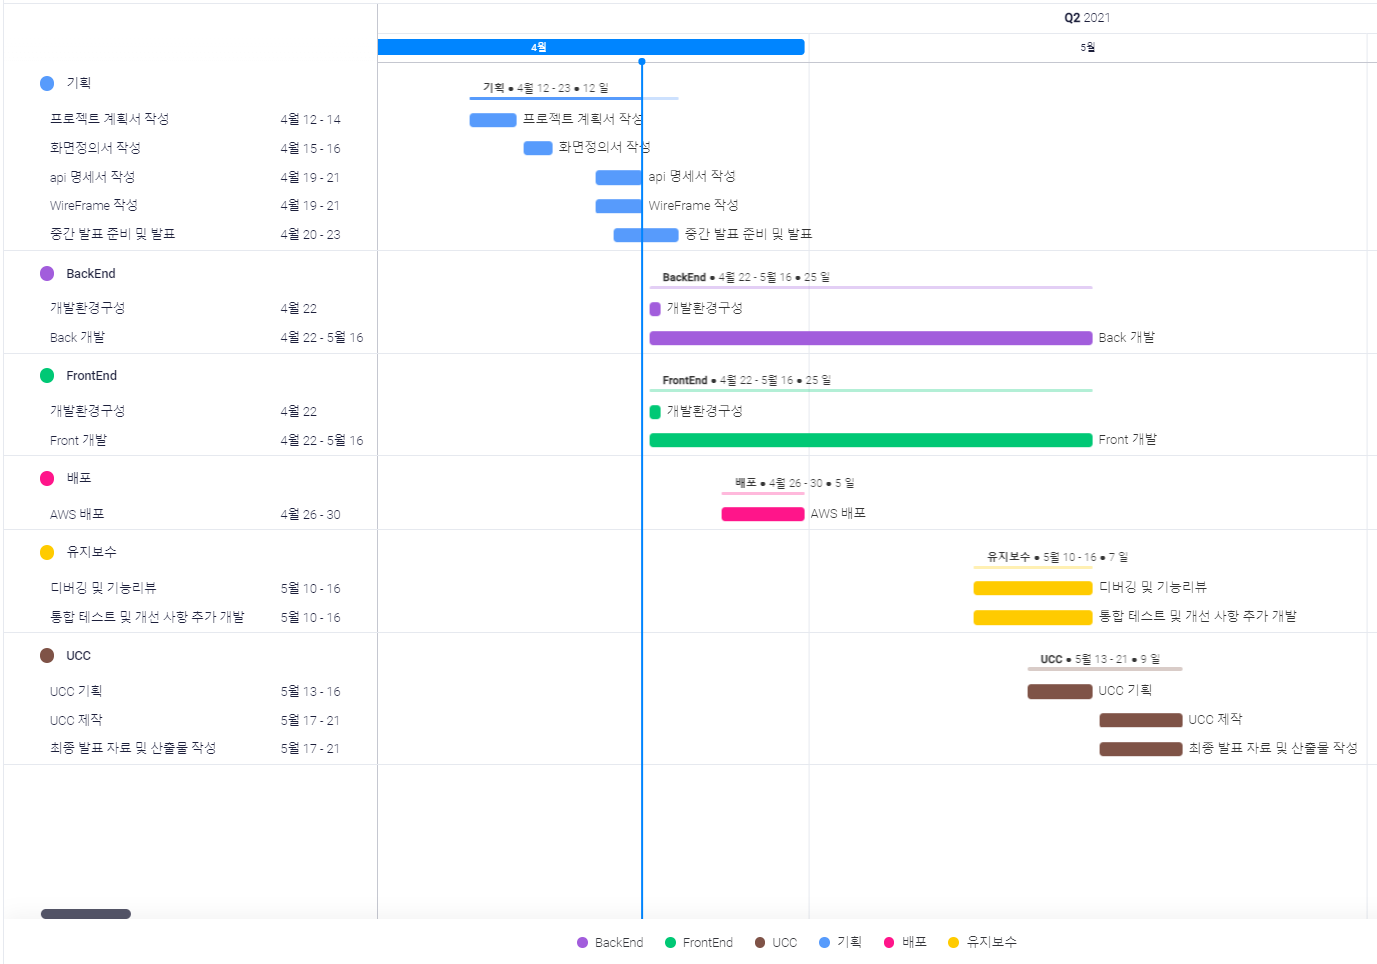 Q2 2021
4월 5월
기획
기획 ● 4월 12 - 23 ● 12 일
프로젝트 계획서 작성 4월 12 - 14 프로젝트 계획서 작성
화면정의서 작성 4월 15 - 16 화면정의서 작성
api 명세서 작성 4월 19 - 21 api 명세서 작성
WireFrame 작성 4월 19 - 21 WireFrame 작성
중간 발표 준비 및 발표 4월 20 - 23 중간 발표 준비 및 발표
BackEnd
BackEnd ● 4월 22 - 5월 16 ● 25 일
개발환경구성 4월 22 개발환경구성
Back 개발 4월 22 - 5월 16 Back 개발
FrontEnd
FrontEnd ● 4월 22 - 5월 16 ● 25 일
개발환경구성 4월 22 개발환경구성
Front 개발 4월 22 - 5월 16 Front 개발
배포
배포 ● 4월 26 - 30 ● 5 일
AWS 배포 4월 26 - 30 AWS 배포
유지보수
유지보수 ● 5월 10 - 16 ● 7 일
디버깅 및 기능리뷰 5월 10 - 16 디버깅 및 기능리뷰
통합 테스트 및 개선 사항 추가 개발 5월 10 - 16 통합 테스트 및 개선 사항 추가 개발
UCC
UCC ● 5월 13 - 21 ● 9 일
UCC 기획 5월 13 - 16 UCC 기획
UCC 제작 5월 17 - 21 UCC 제작
최종 발표 자료 및 산출물 작성 5월 17 - 21 최종 발표 자료 및 산출물 작성
BackEnd FrontEnd UCC 기획 배포 유지보수